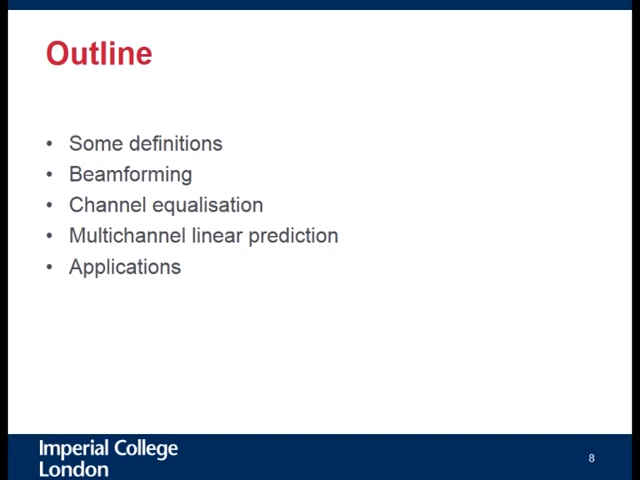 Outline
• Some definitions
• Beamforming
• Channel equalisation
• Multichannel linear prediction
• Applications
Imperial College
London
8